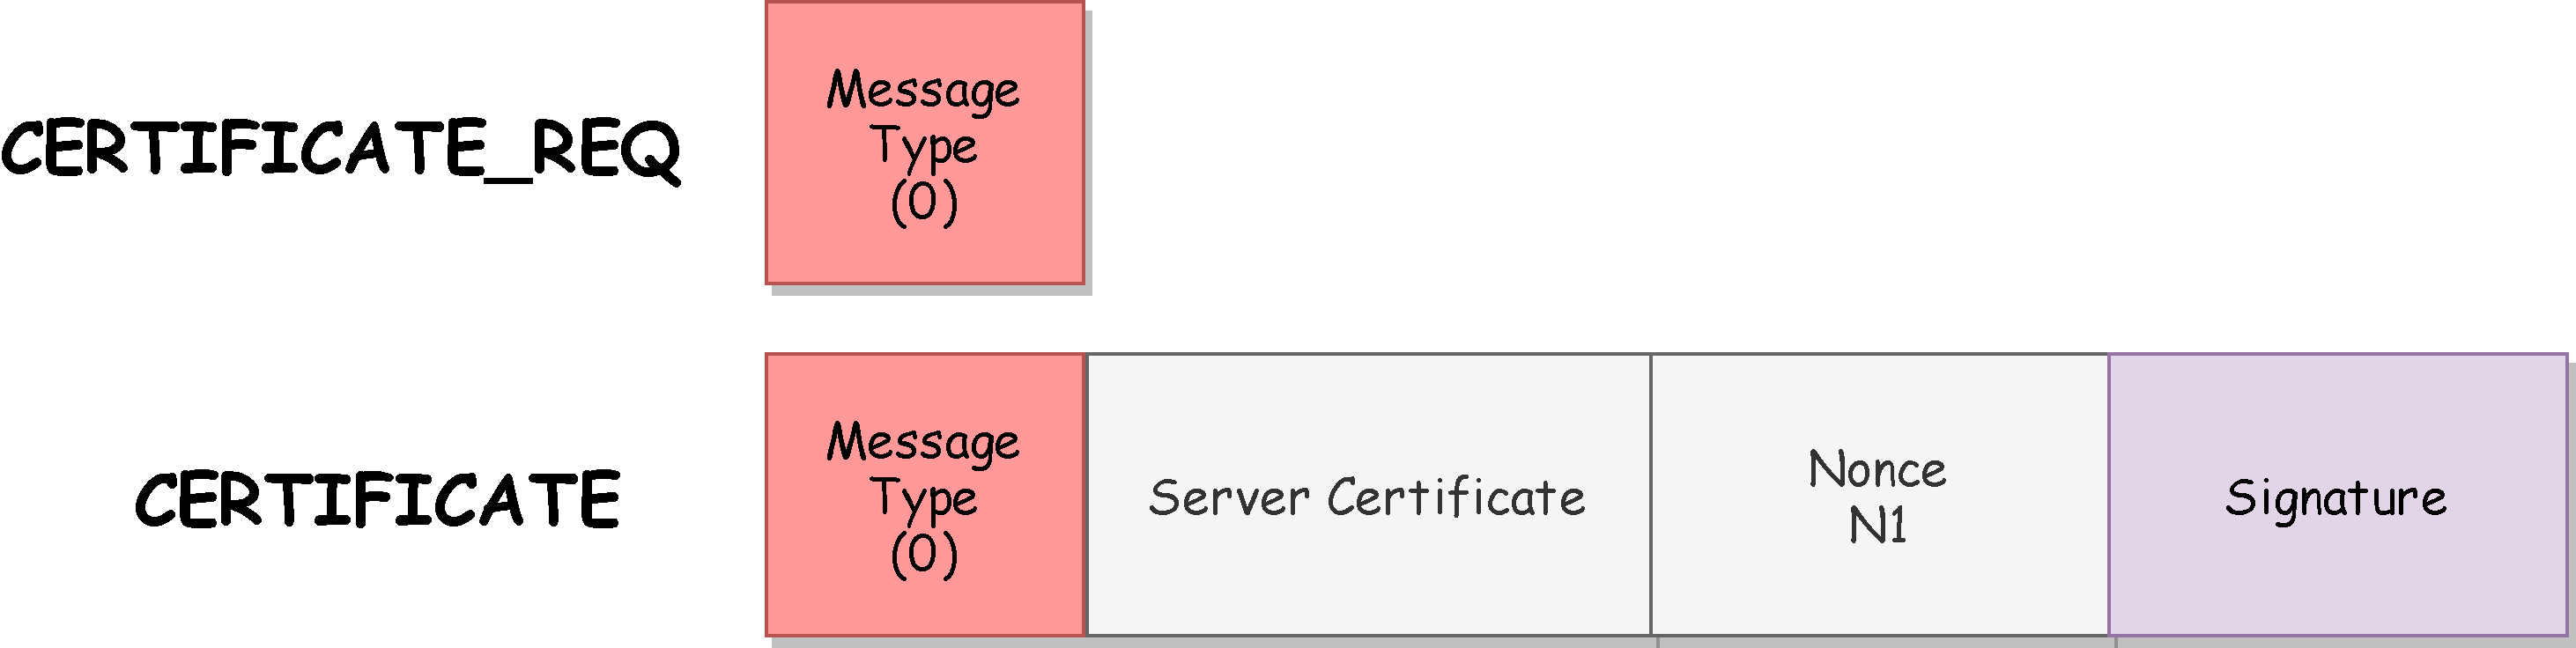 CERTIFICATE_REQ
Message
Type
(0)
CERTIFICATE
Message
Type
(0)
Server Certificate
Nonce
N1
Signature